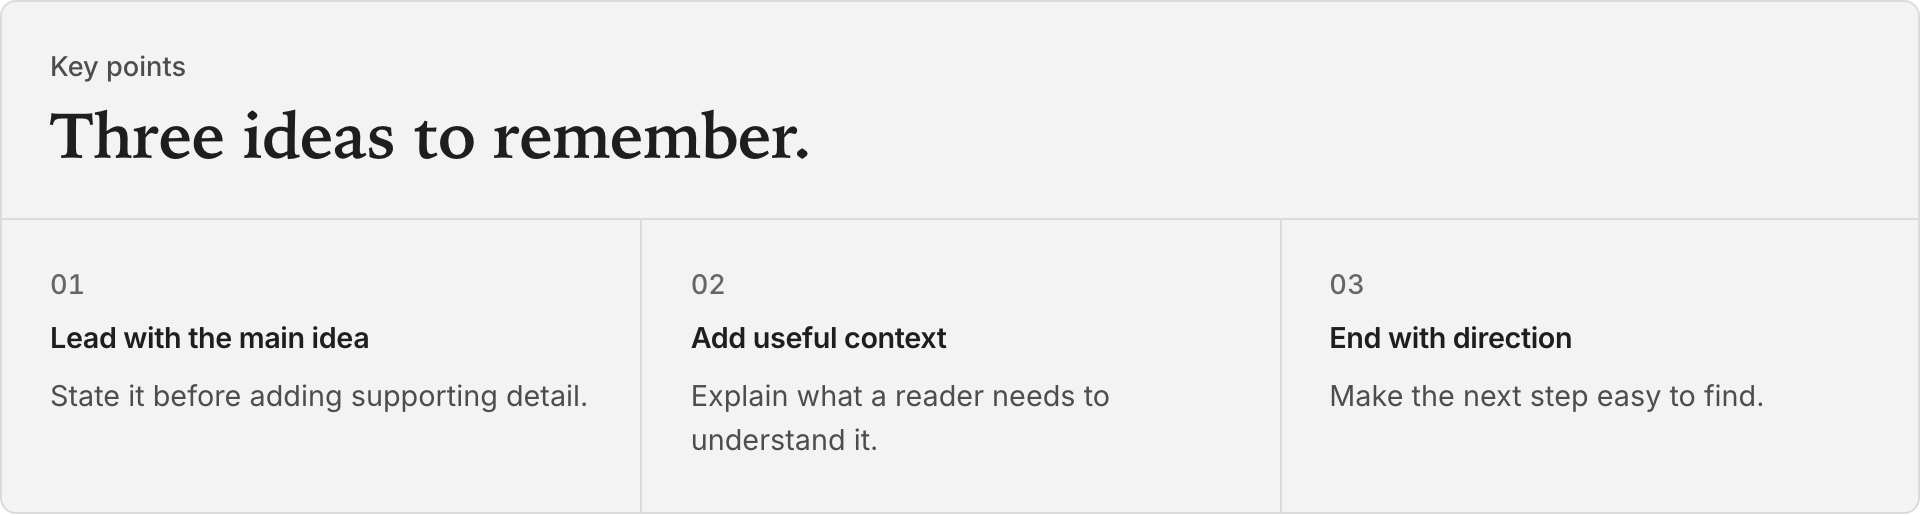 Key points
Three ideas to remember.
01
Lead with the main idea
State it before adding supporting detail.
02
Add useful context
Explain what a reader needs to
understand it.
03
End with direction
Make the next step easy to find.